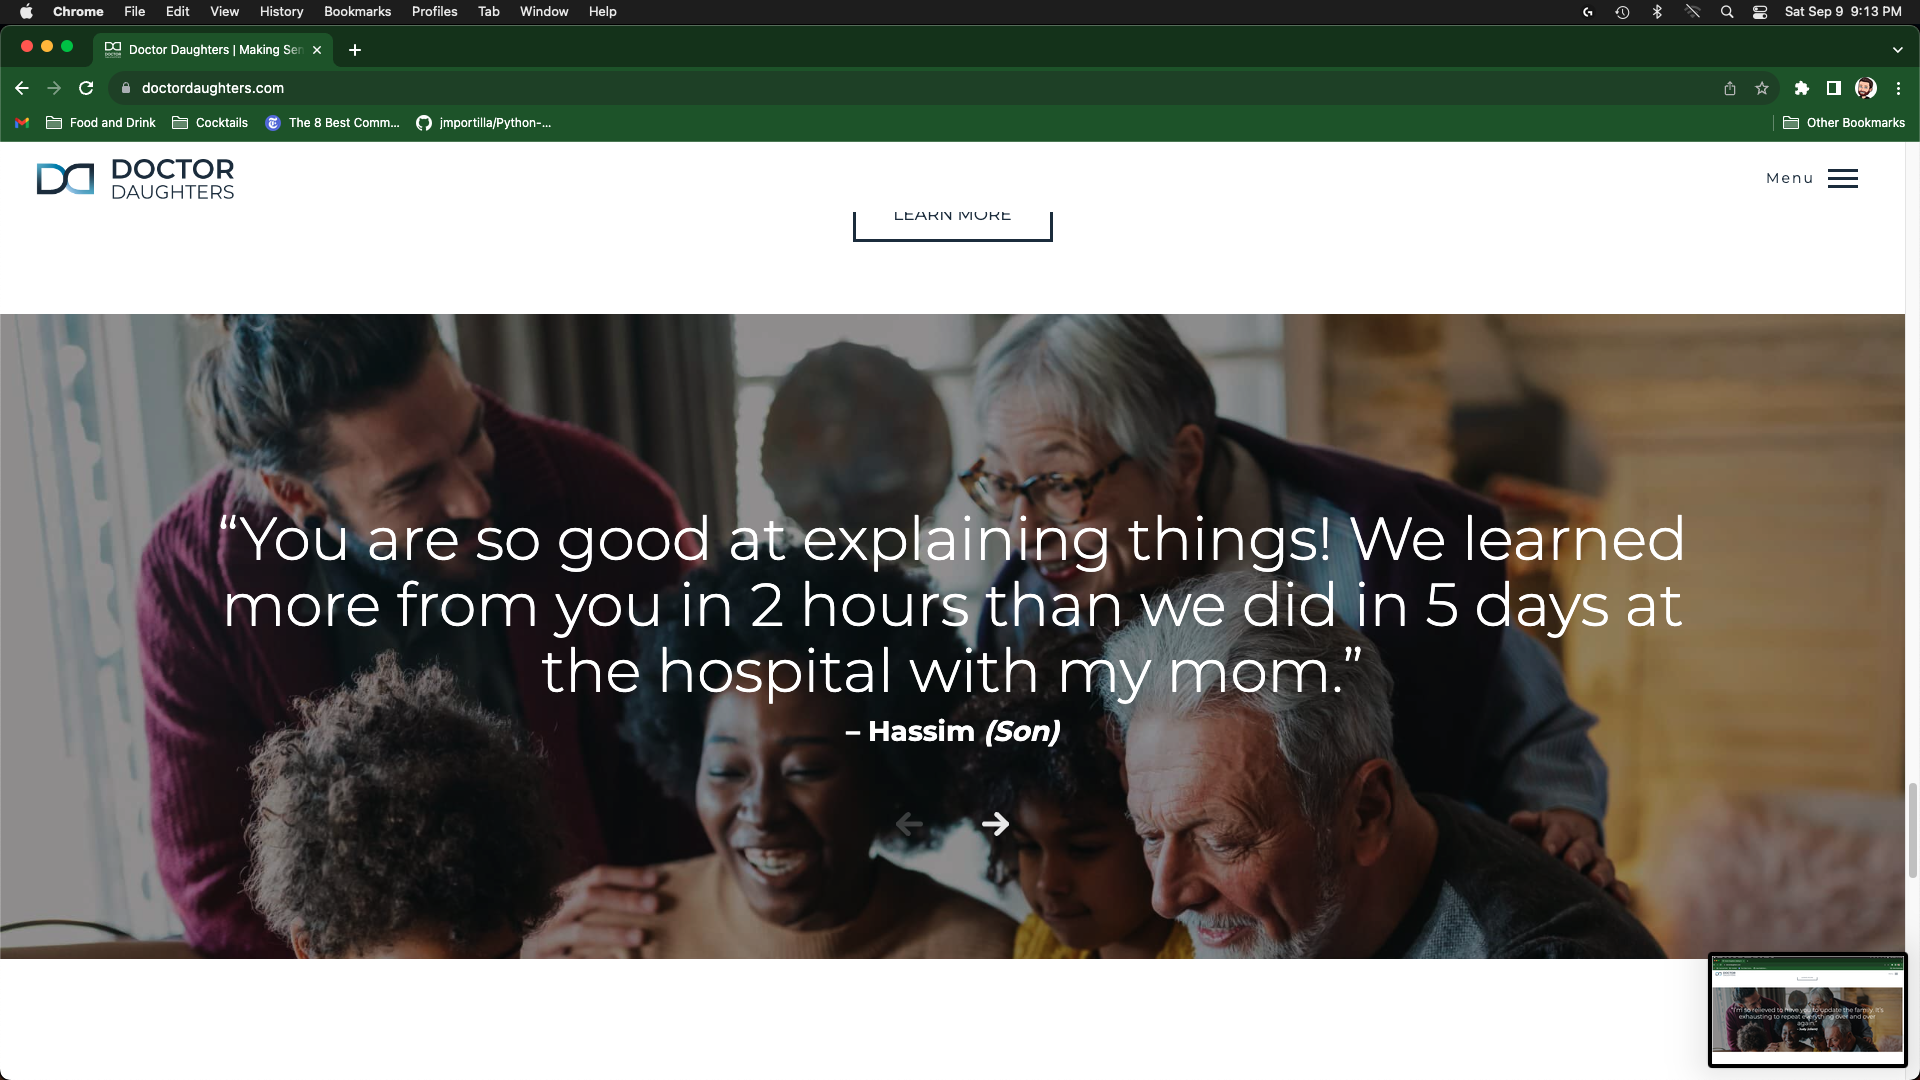 Chrome File Edit View History Bookmarks Profiles Tab Window Help Sat Sep 9 9:13 PM
Doctor Daughters | Making Sen
doctordaughters.com
Food and Drink Cocktails The 8 Best Comm... jmportilla/Python-... Other Bookmarks
DOCTOR
DAUGHTERS
Menu
LEARN MORE
“You are so good at explaining things! We learned
more from you in 2 hours than we did in 5 days at
the hospital with my mom.”
– Hassim (Son)
"I'm so relieved to have you to update the family. It's
exhausting to repeat everything over and over
again."